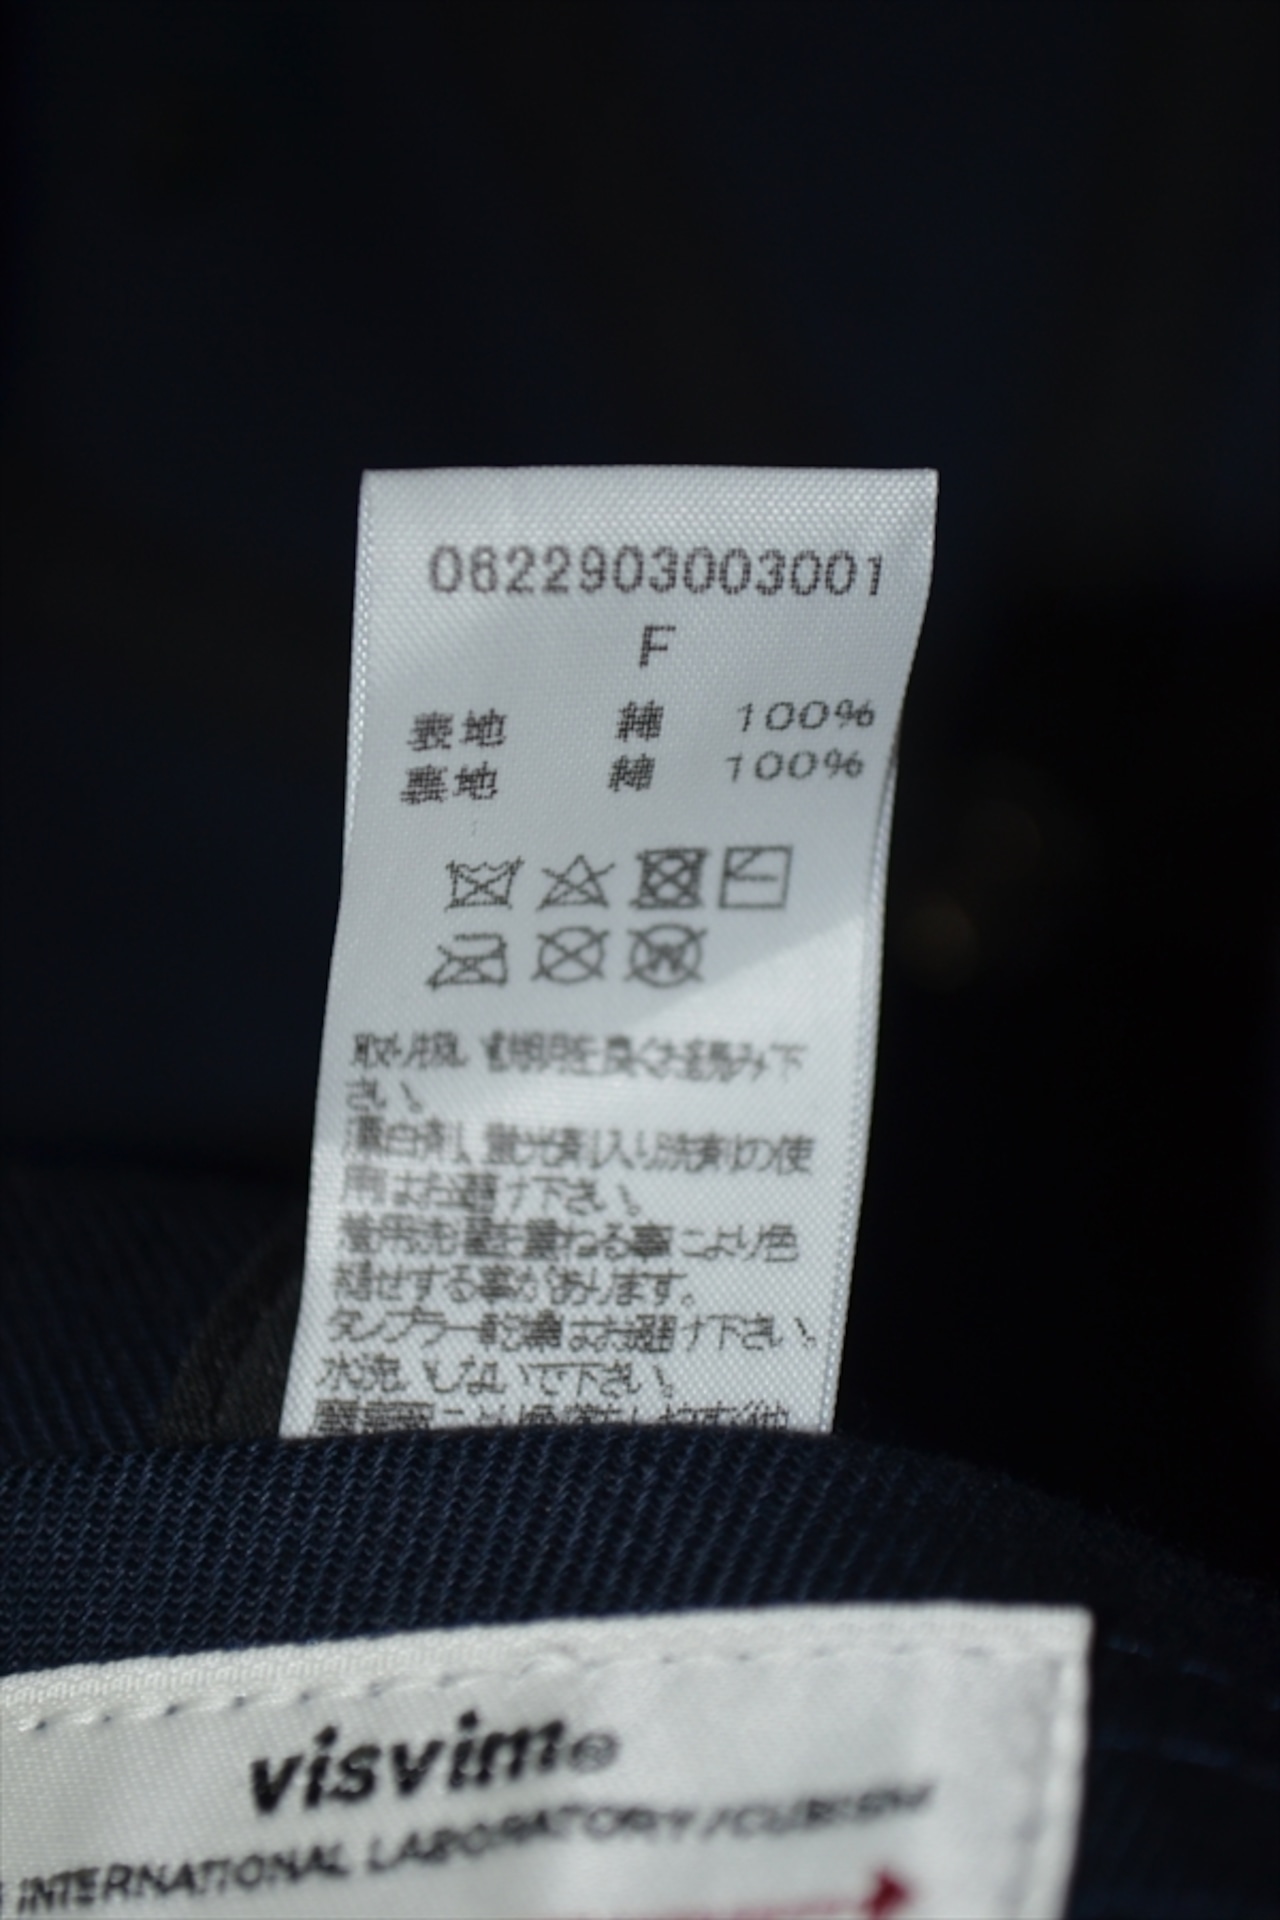 0622903003001
F
表地 綿 100%
裏地 綿 100%
W
取り扱い説明を良くお読み下
さい。
漂白剤、蛍光剤入り洗剤の使
用はお避け下さい。
着用洗濯を重ねる事により色
褪せする事があります。
タンブラー乾燥はお避け下さい。
水洗いしないで下さい。
visvim®
INTERNATIONAL LABORATORY / CUBISM